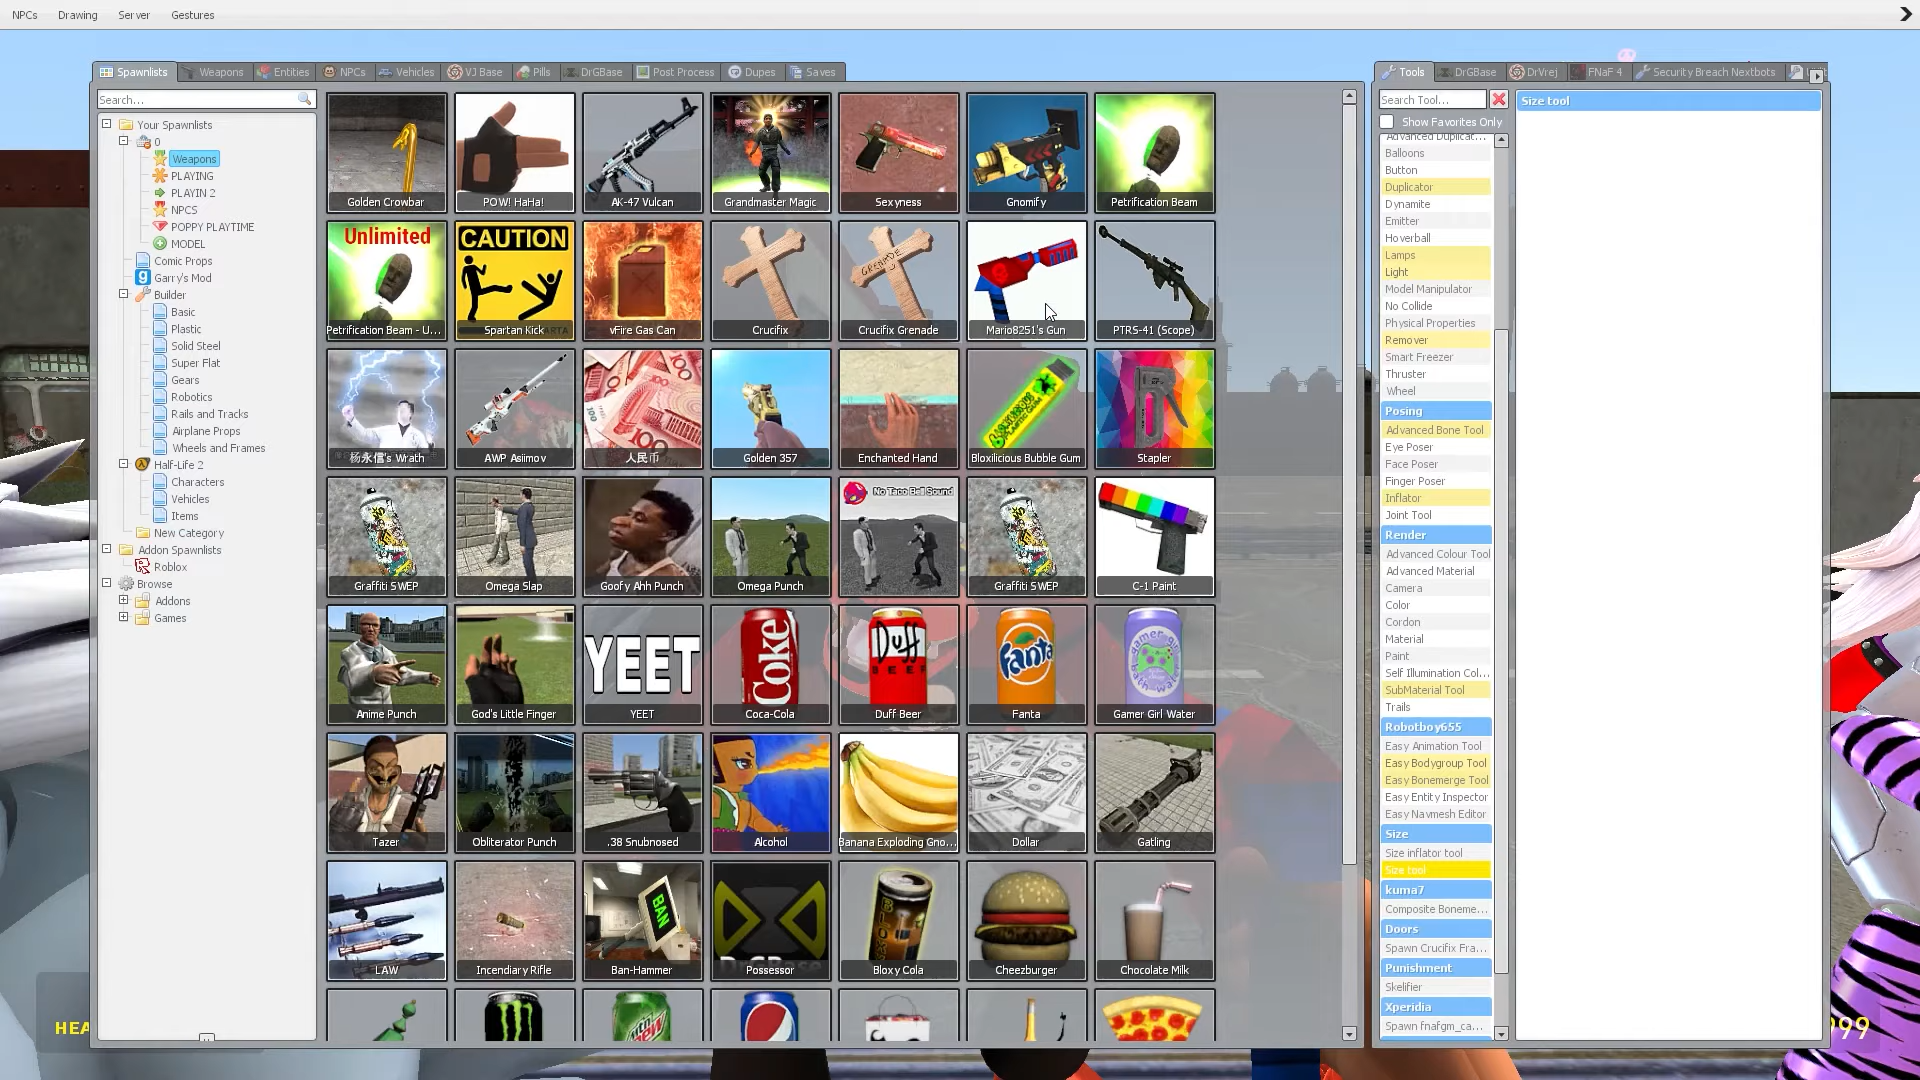 NPCs Drawing Server Gestures
Spawnlists Weapons Entities NPCs Vehicles VJ Base Pills DrGBase Post Process Dupes Saves
Search...
Your Spawnlists
0
Weapons
PLAYING
PLAYIN 2
NPCS
POPPY PLAYTIME
MODEL
Comic Props
Garry's Mod
Builder
Basic
Plastic
Solid Steel
Super Flat
Gears
Robotics
Rails and Tracks
Airplane Props
Wheels and Frames
Half-Life 2
Characters
Vehicles
Items
New Category
Addon Spawnlists
Roblox
Browse
Addons
Games
HEA
Golden Crowbar
POW! HaHa!
AK-47 Vulcan
Grandmaster Magic
Sexyness
Gnomify
Petrification Beam
Unlimited
Petrification Beam - U...
CAUTION
Spartan Kick
vFire Gas Can
Crucifix
GRENADE
Crucifix Grenade
Mario8251's Gun
PTRS-41 (Scope)
杨永信's Wrath
AWP Asiimov
100
100
人民币
Golden 357
Enchanted Hand
Bloxilicious Bubble Gum
Stapler
Graffiti SWEP
Omega Slap
Goofy Ahh Punch
Omega Punch
No Taco Bell Sound
Graffiti SWEP
C-1 Paint
Anime Punch
God's Little Finger
YEET
YEET
Coke
Coca-Cola
Duff
BEER
Duff Beer
Fanta
Fanta
Gamer Girl Water
Tazer
Obliterator Punch
.38 Snubnosed
Alcohol
Banana Exploding Gno...
Dollar
Gatling
LAW
Incendiary Rifle
BAN
Ban-Hammer
Possessor
Bloxy Cola
Cheezburger
Chocolate Milk
Tools DrGBase DrVrej FNaF 4 Security Breach Nextbots
Search Tool...
Show Favorites Only
Advanced Duplicat...
Balloons
Button
Duplicator
Dynamite
Emitter
Hoverball
Lamps
Light
Model Manipulator
No Collide
Physical Properties
Remover
Smart Freezer
Thruster
Wheel
Posing
Advanced Bone Tool
Eye Poser
Face Poser
Finger Poser
Inflator
Joint Tool
Render
Advanced Colour Tool
Advanced Material
Camera
Color
Cordon
Material
Paint
Self Illumination Col...
SubMaterial Tool
Trails
Robotboy655
Easy Animation Tool
Easy Bodygroup Tool
Easy Bonemerge Tool
Easy Entity Inspector
Easy Navmesh Editor
Size
Size inflator tool
Size tool
kuma7
Composite Boneme...
Doors
Spawn Crucifix Fra...
Punishment
Skelifier
Xperidia
Spawn fnafgm_ca...
Size tool
999